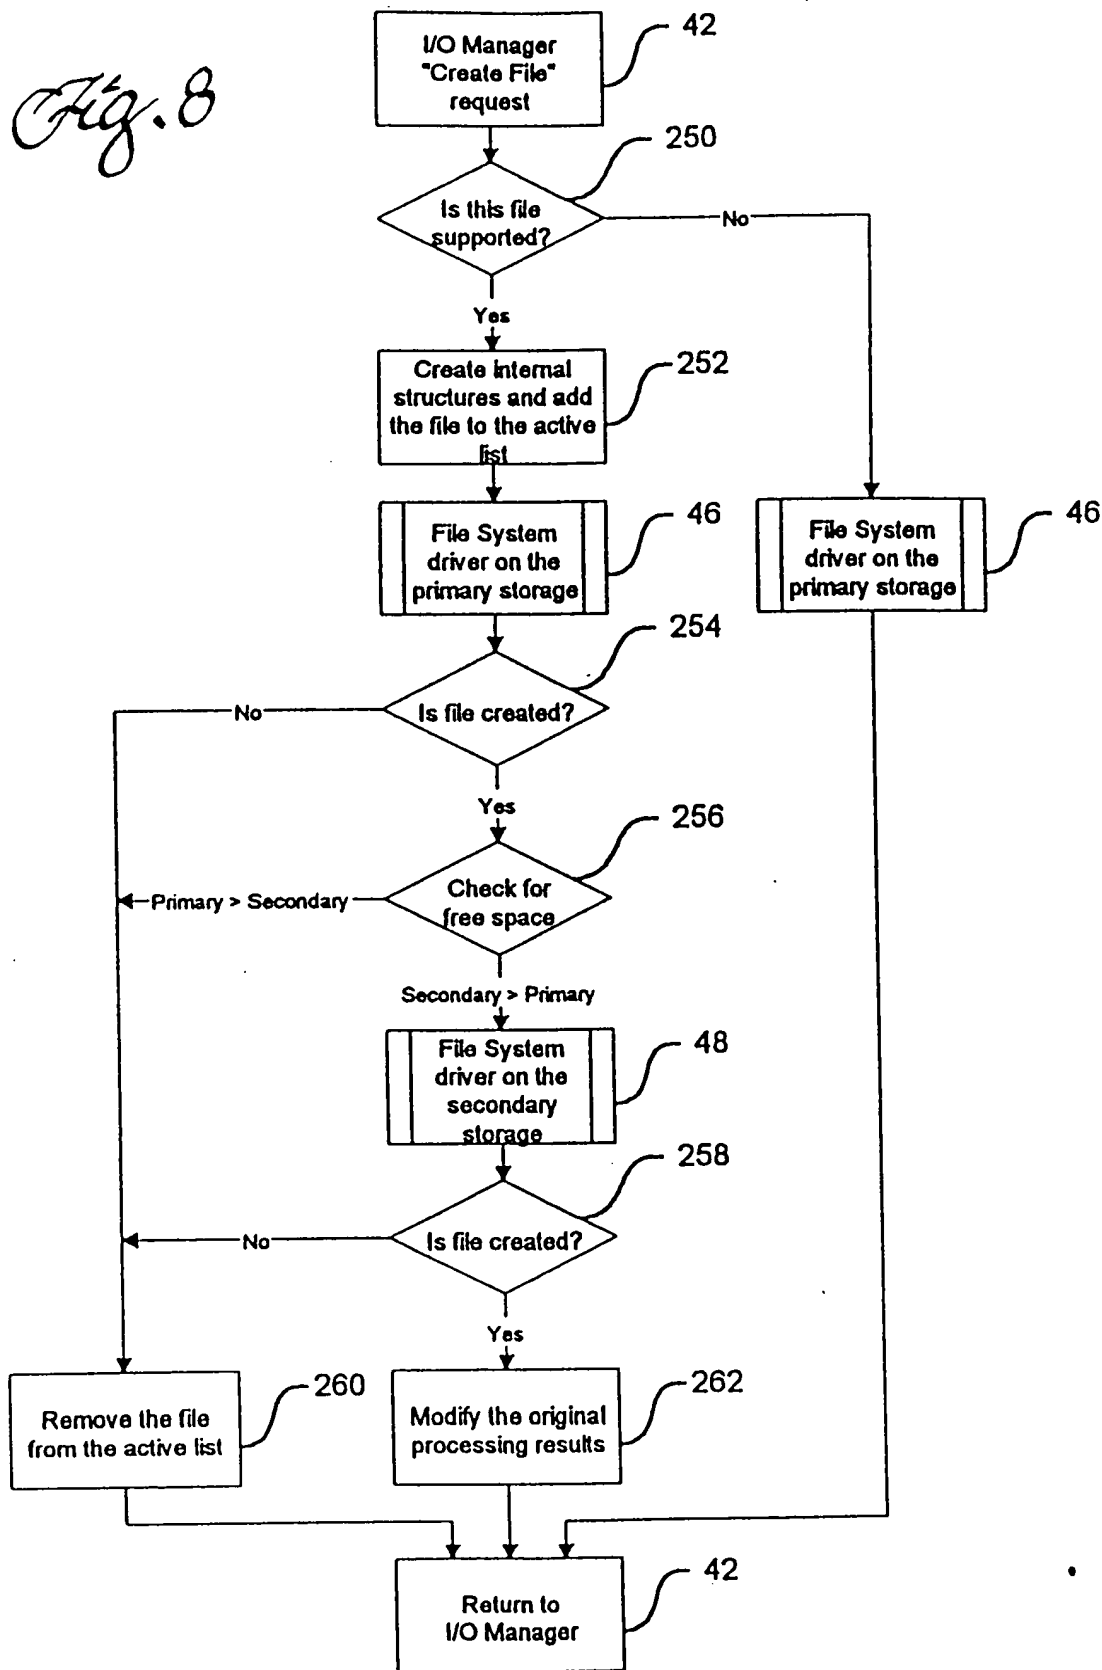 Fig. 8
I/O Manager
"Create File"
request
42
250
Is this file
supported?
No
Yes
Create internal
structures and add
the file to the active
list
252
File System
driver on the
primary storage
46
File System
driver on the
primary storage
46
254
Is file created?
No
Yes
256
Check for
free space
Primary > Secondary
Secondary > Primary
File System
driver on the
secondary
storage
48
258
Is file created?
No
Yes
Remove the file
from the active list
260
Modify the original
processing results
262
Return to
I/O Manager
42